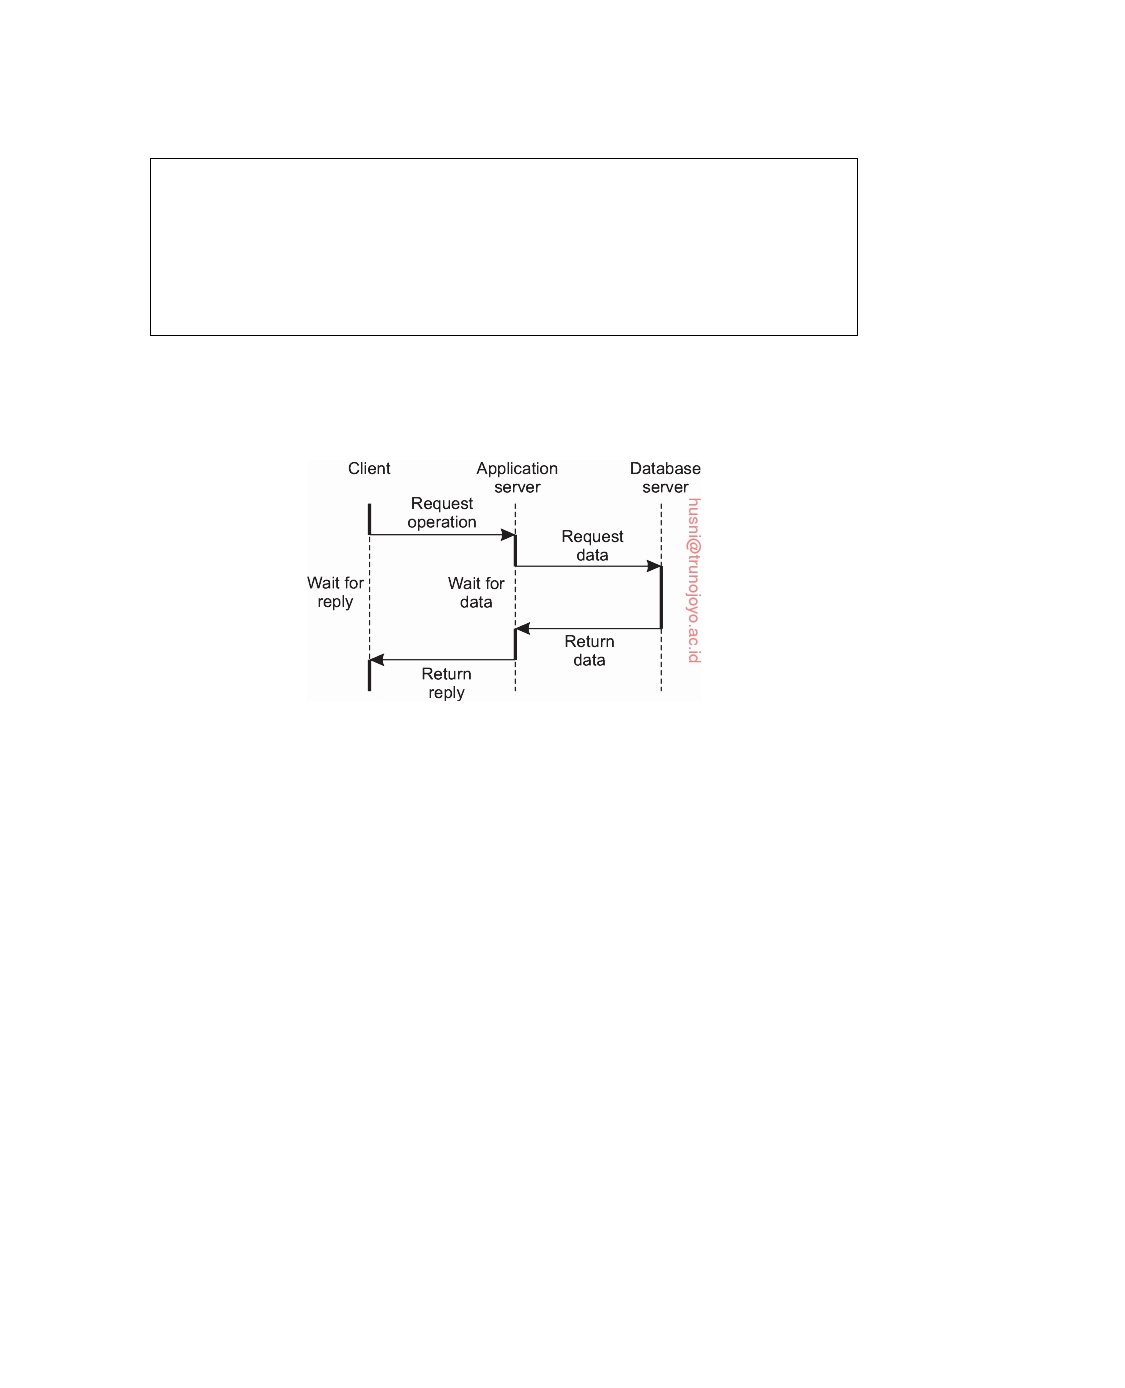 Client
Application
server
Database
server
Request
operation
Request
data
Wait for
reply
Wait for
data
Return
data
Return
reply
husni@trunojoyo.ac.id